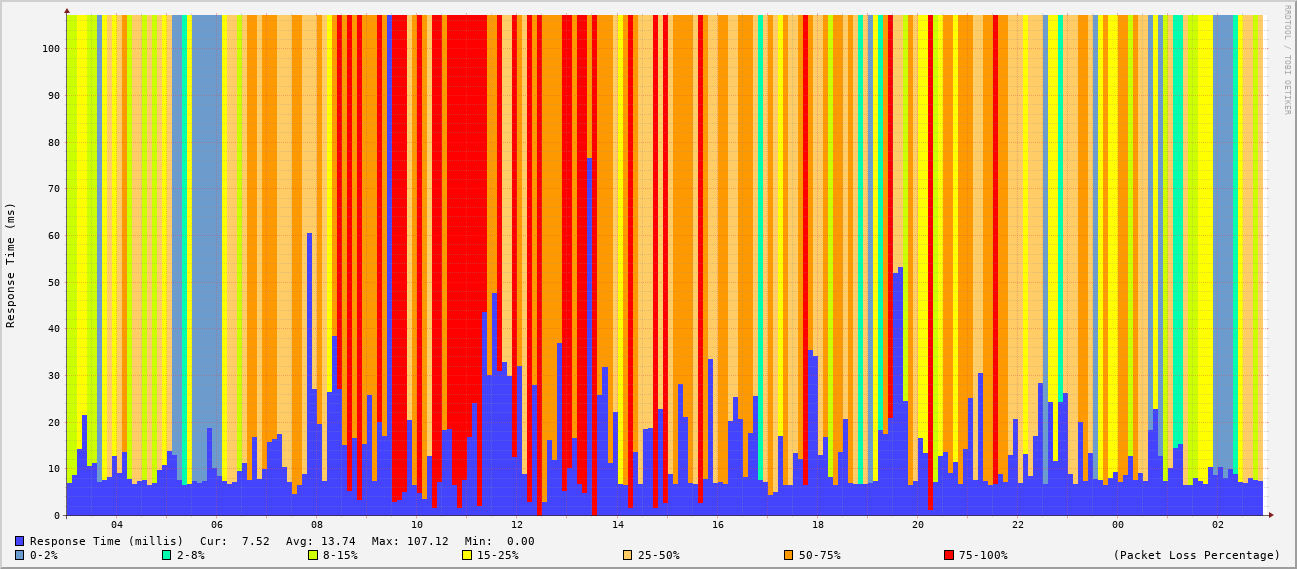 RRDTOOL / TOBI OETIKER
Response Time (ms)
100
90
80
70
60
50
40
30
20
10
0
04 06 08 10 12 14 16 18 20 22 00 02
Response Time (millis) Cur: 7.52 Avg: 13.74 Max: 107.12 Min: 0.00
0-2% 2-8% 8-15% 15-25% 25-50% 50-75% 75-100% (Packet Loss Percentage)